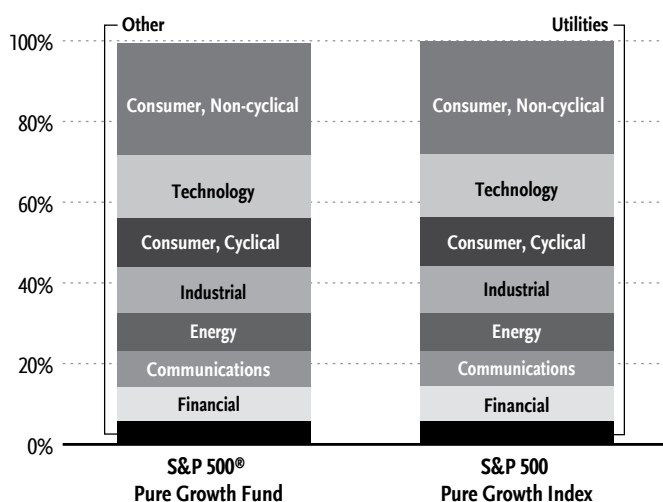 Other
Utilities
100%
80%
60%
40%
20%
0%
Consumer, Non-cyclical
Technology
Consumer, Cyclical
Industrial
Energy
Communications
Financial
Consumer, Non-cyclical
Technology
Consumer, Cyclical
Industrial
Energy
Communications
Financial
S&P 500®
Pure Growth Fund
S&P 500
Pure Growth Index